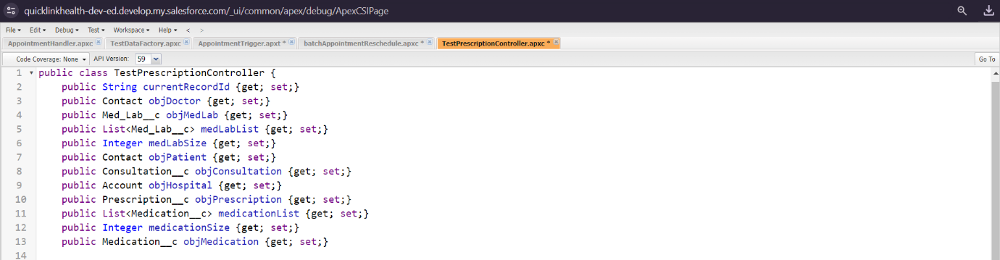 quicklinkhealth-dev-ed.develop.my.salesforce.com/_ui/common/apex/debug/ApexCSIPage
File Edit Debug Test Workspace Help < >
AppointmentHandler.apxc TestDataFactory.apxc AppointmentTrigger.apxt * batchAppointmentReschedule.apxc * TestPrescriptionController.apxc *
Code Coverage: None API Version: 59 Go To
1 public class TestPrescriptionController {
2 public String currentRecordId {get; set;}
3 public Contact objDoctor {get; set;}
4 public Med_Lab__c objMedLab {get; set;}
5 public List<Med_Lab__c> medLabList {get; set;}
6 public Integer medLabSize {get; set;}
7 public Contact objPatient {get; set;}
8 public Consultation__c objConsultation {get; set;}
9 public Account objHospital {get; set;}
10 public Prescription__c objPrescription {get; set;}
11 public List<Medication__c> medicationList {get; set;}
12 public Integer medicationSize {get; set;}
13 public Medication__c objMedication {get; set;}
14